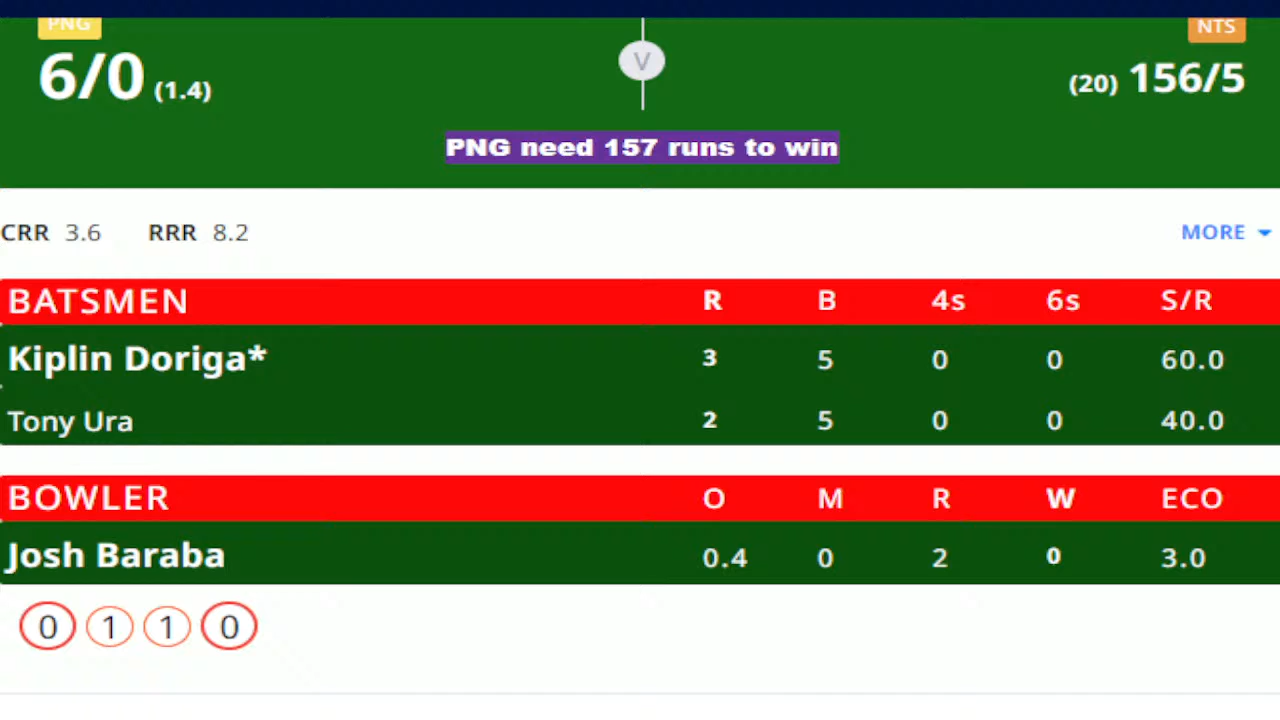 PNG NTS
6/0 (1.4) V (20) 156/5
PNG need 157 runs to win
CRR 3.6 RRR 8.2 MORE
BATSMEN R B 4s 6s S/R
Kiplin Doriga* 3 5 0 0 60.0
Tony Ura 2 5 0 0 40.0
BOWLER O M R W ECO
Josh Baraba 0.4 0 2 0 3.0
0 1 1 0